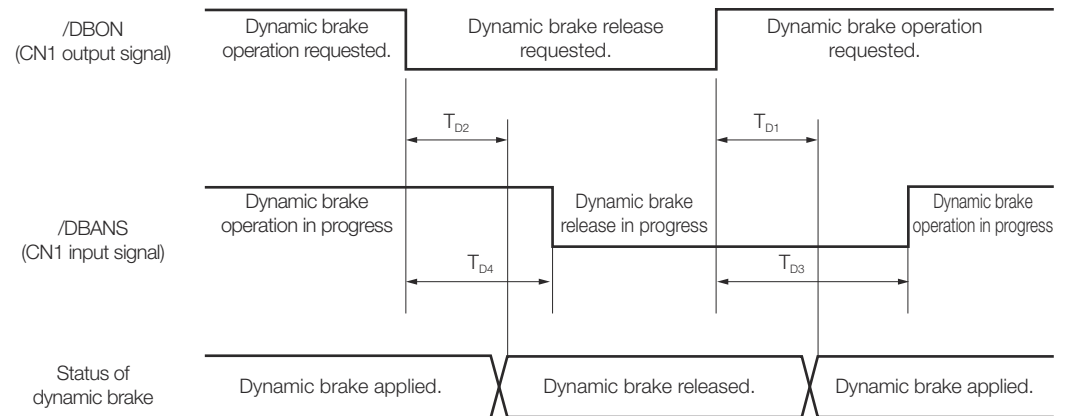 /DBON
(CN1 output signal)
Dynamic brake
operation requested.
Dynamic brake release
requested.
Dynamic brake operation
requested.
TD2
TD1
/DBANS
(CN1 input signal)
Dynamic brake
operation in progress
Dynamic brake
release in progress
Dynamic brake
operation in progress
TD4
TD3
Status of
dynamic brake
Dynamic brake applied.
Dynamic brake released.
Dynamic brake applied.